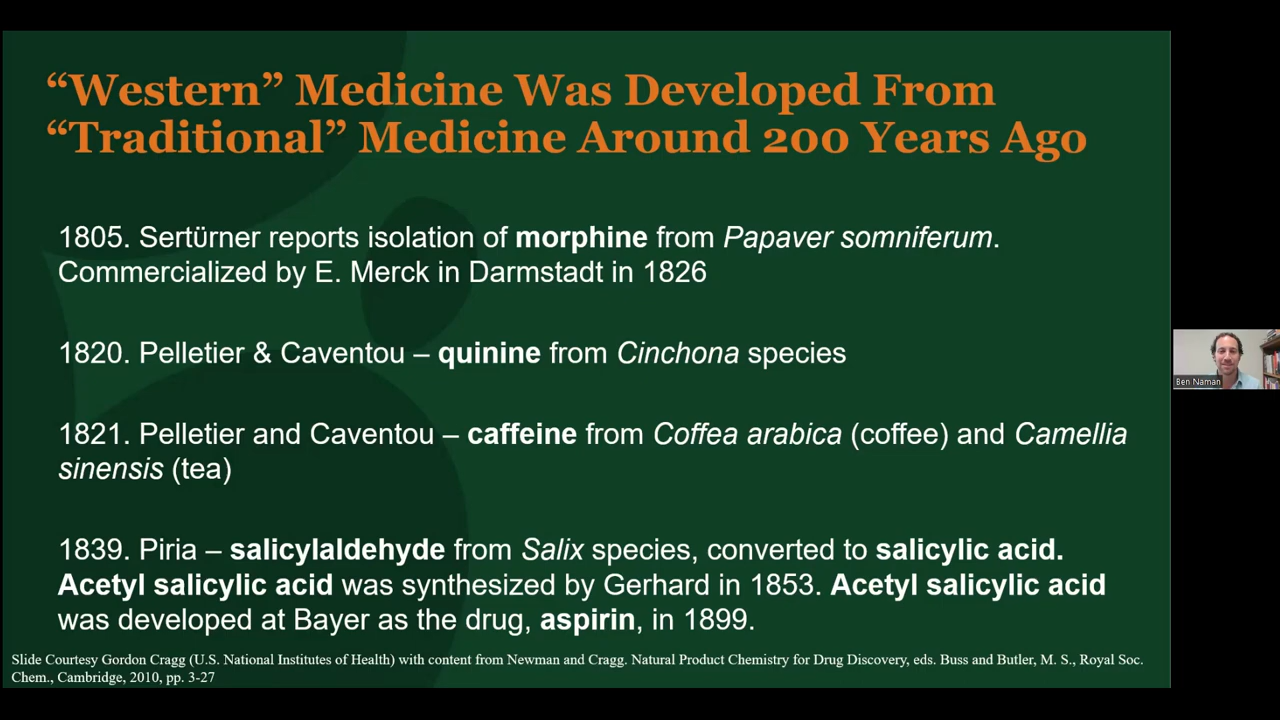 “Western” Medicine Was Developed From
“Traditional” Medicine Around 200 Years Ago
1805. Sertürner reports isolation of morphine from Papaver somniferum.
Commercialized by E. Merck in Darmstadt in 1826
1820. Pelletier & Caventou – quinine from Cinchona species
1821. Pelletier and Caventou – caffeine from Coffea arabica (coffee) and Camellia
sinensis (tea)
1839. Piria – salicylaldehyde from Salix species, converted to salicylic acid.
Acetyl salicylic acid was synthesized by Gerhard in 1853. Acetyl salicylic acid
was developed at Bayer as the drug, aspirin, in 1899.
Slide Courtesy Gordon Cragg (U.S. National Institutes of Health) with content from Newman and Cragg. Natural Product Chemistry for Drug Discovery, eds. Buss and Butler, M. S., Royal Soc.
Chem., Cambridge, 2010, pp. 3-27
Ben Naman